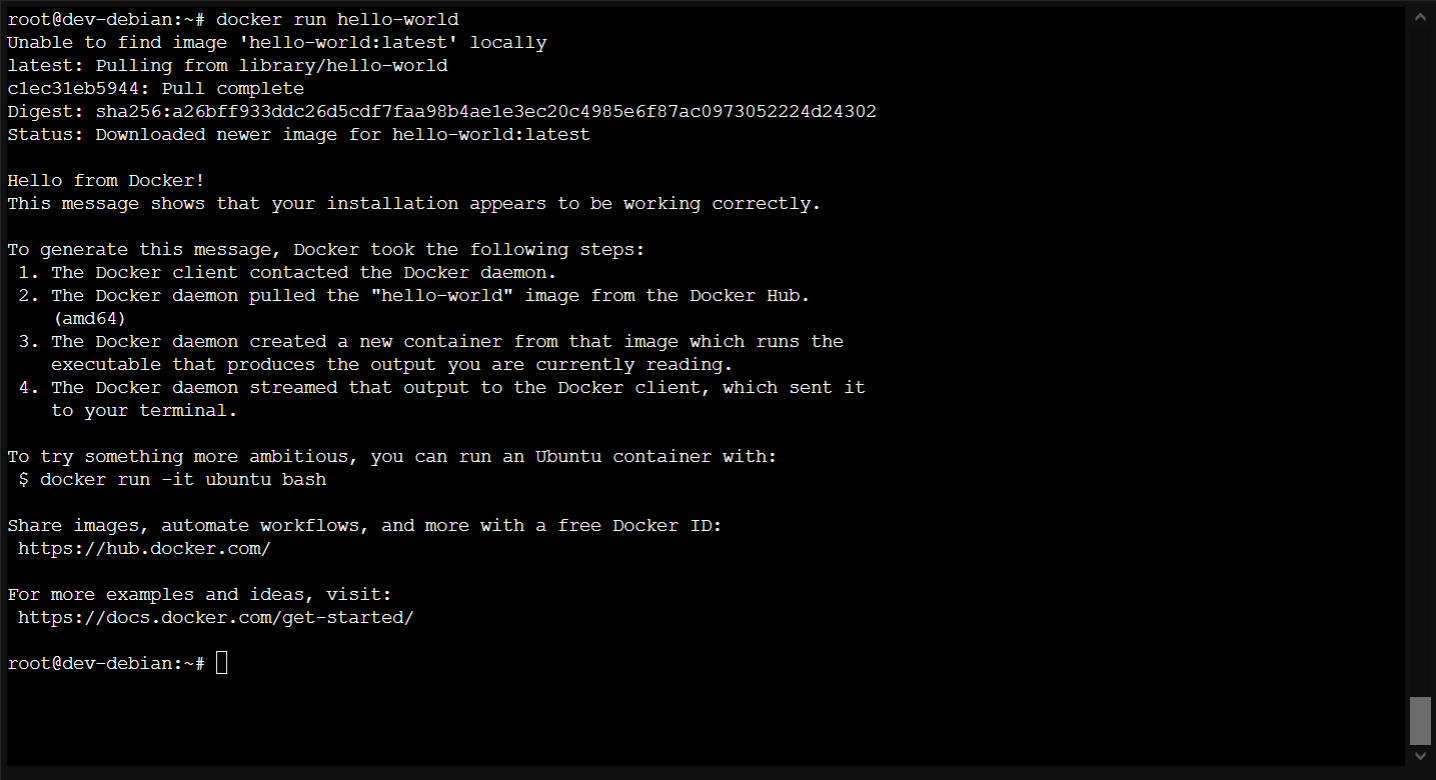 root@dev-debian:~# docker run hello-world
Unable to find image 'hello-world:latest' locally
latest: Pulling from library/hello-world
c1ec31eb5944: Pull complete
Digest: sha256:a26bff933ddc26d5cdf7faa98b4ae1e3ec20c4985e6f87ac0973052224d24302
Status: Downloaded newer image for hello-world:latest

Hello from Docker!
This message shows that your installation appears to be working correctly.

To generate this message, Docker took the following steps:
 1. The Docker client contacted the Docker daemon.
 2. The Docker daemon pulled the "hello-world" image from the Docker Hub.
    (amd64)
 3. The Docker daemon created a new container from that image which runs the
    executable that produces the output you are currently reading.
 4. The Docker daemon streamed that output to the Docker client, which sent it
    to your terminal.

To try something more ambitious, you can run an Ubuntu container with:
 $ docker run -it ubuntu bash

Share images, automate workflows, and more with a free Docker ID:
 https://hub.docker.com/

For more examples and ideas, visit:
 https://docs.docker.com/get-started/

root@dev-debian:~#